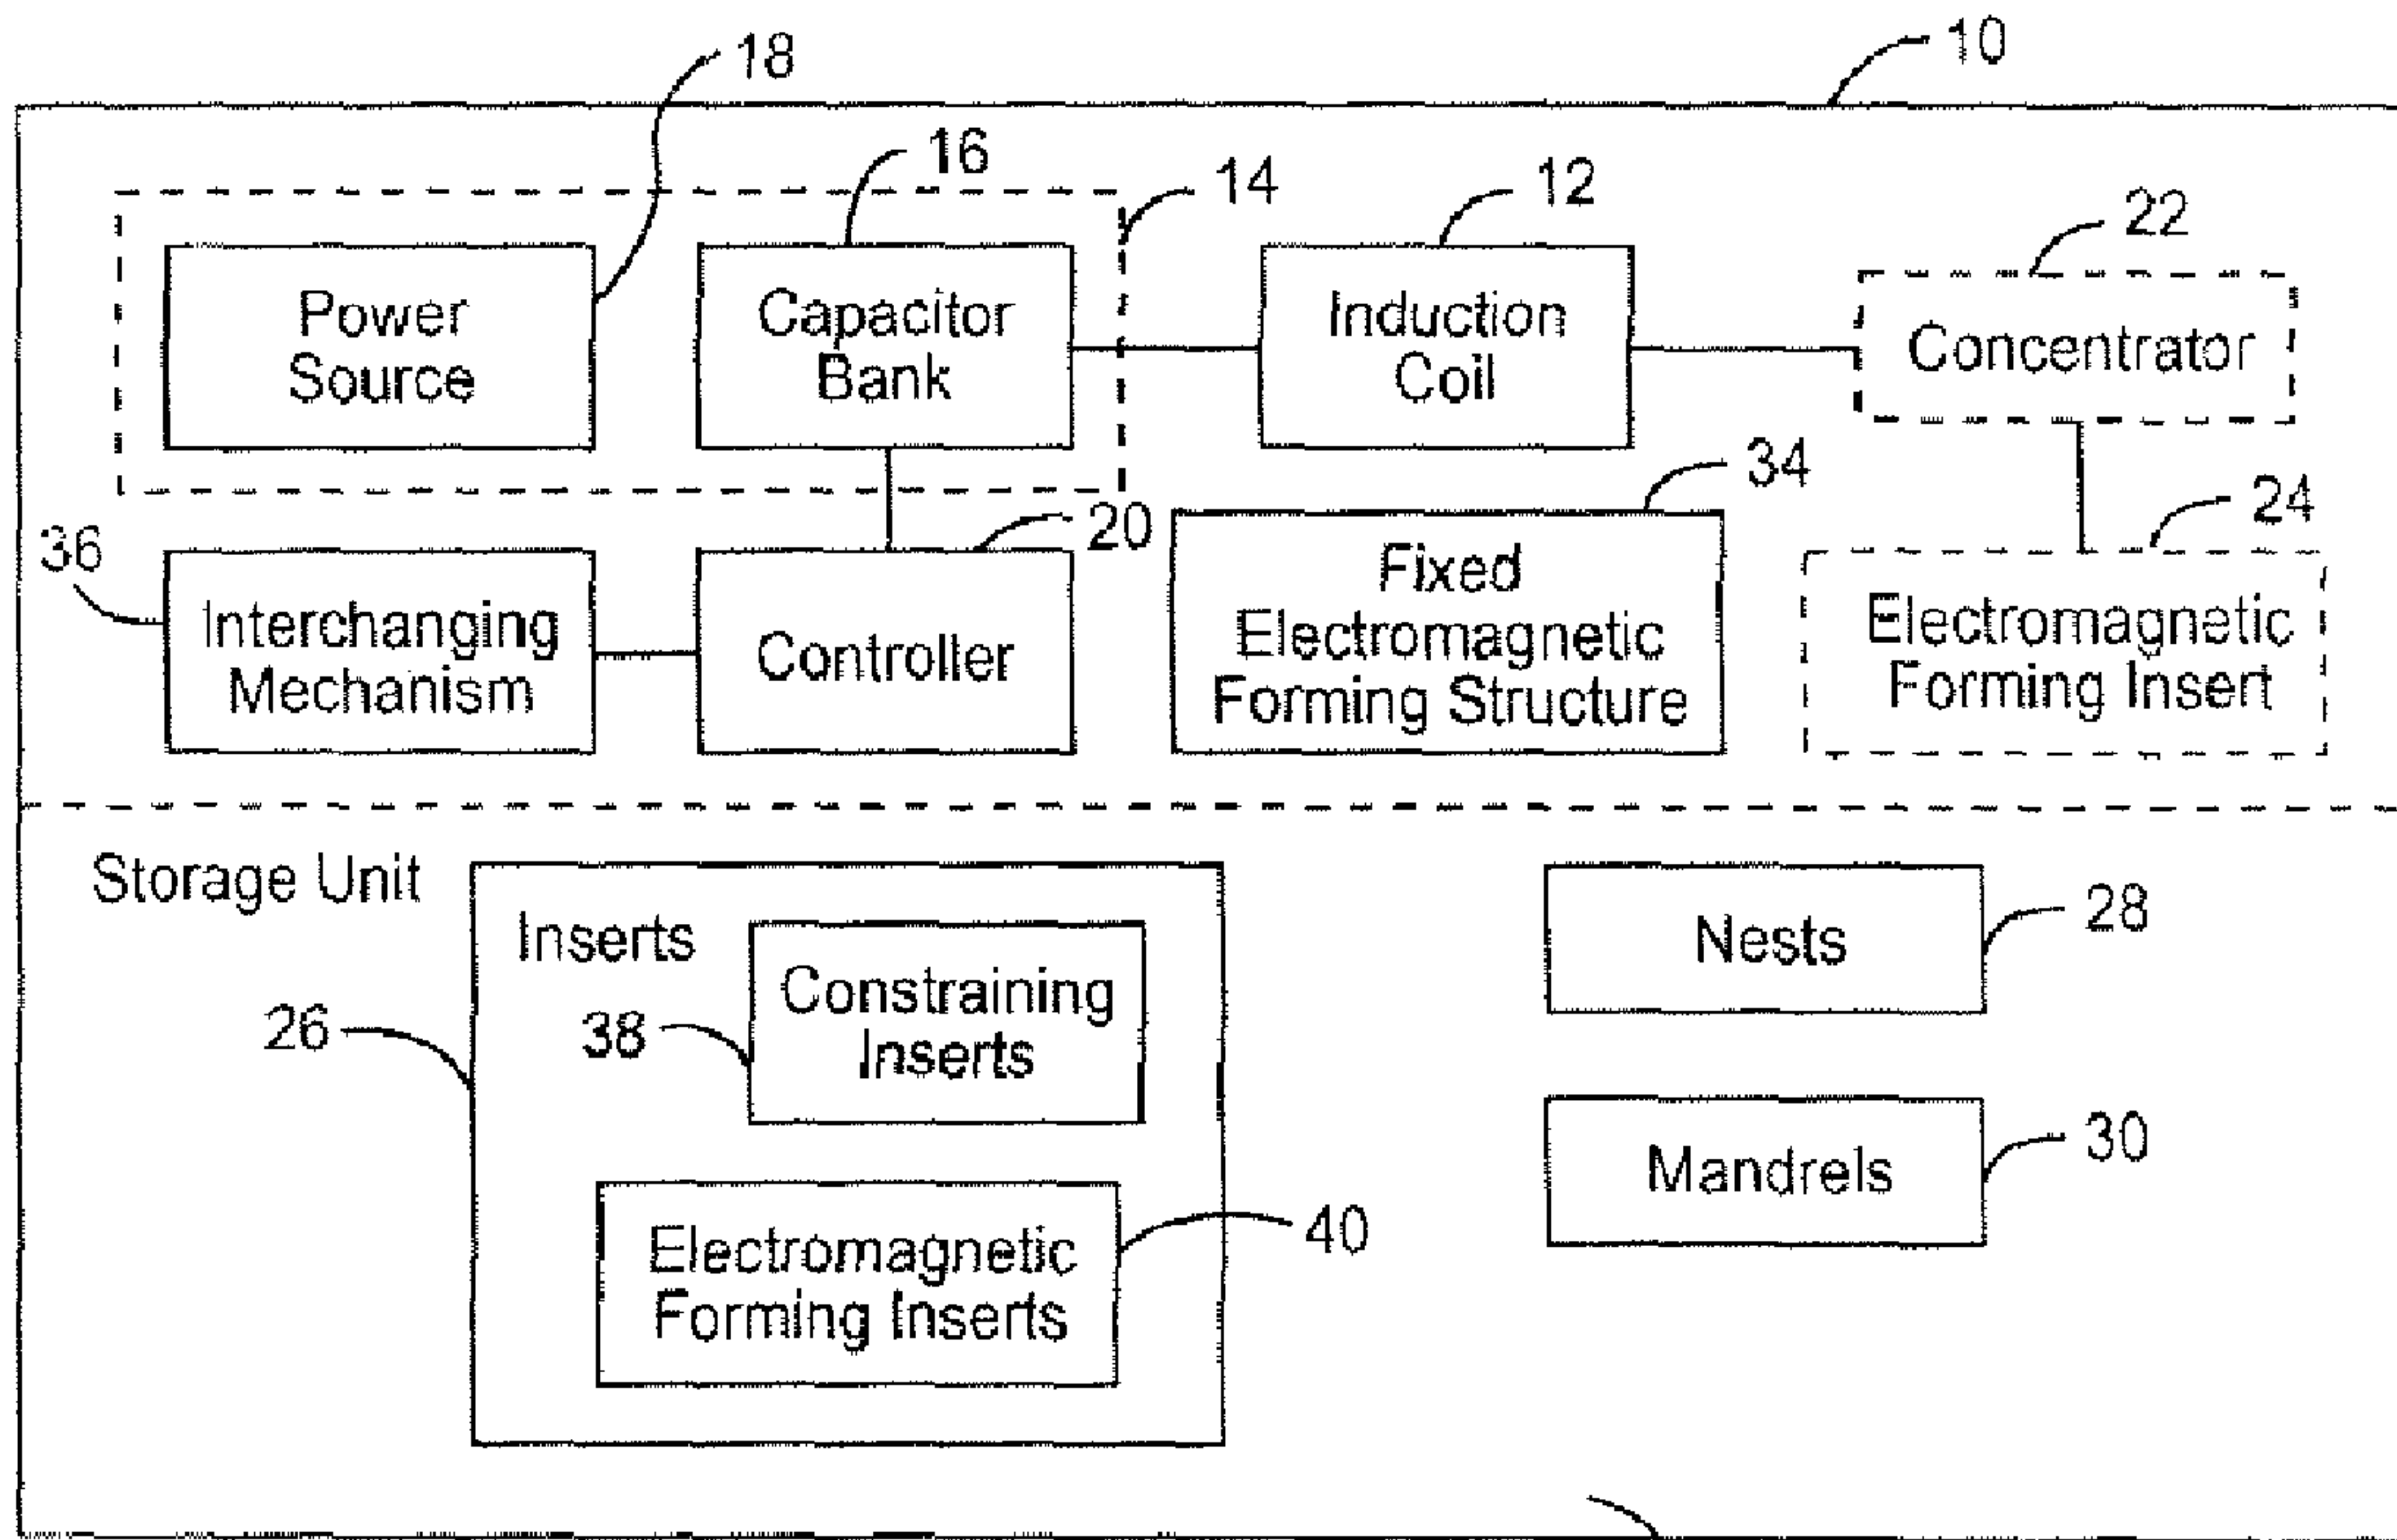 10
18
16
14
12
22
Power
Source
Capacitor
Bank
Induction
Coil
Concentrator
34
24
20
36
Interchanging
Mechanism
Controller
Fixed
Electromagnetic
Forming Structure
Electromagnetic
Forming Insert
Storage Unit
Inserts
Constraining
Inserts
26
38
Nests
28
Electromagnetic
Forming Inserts
40
Mandrels
30